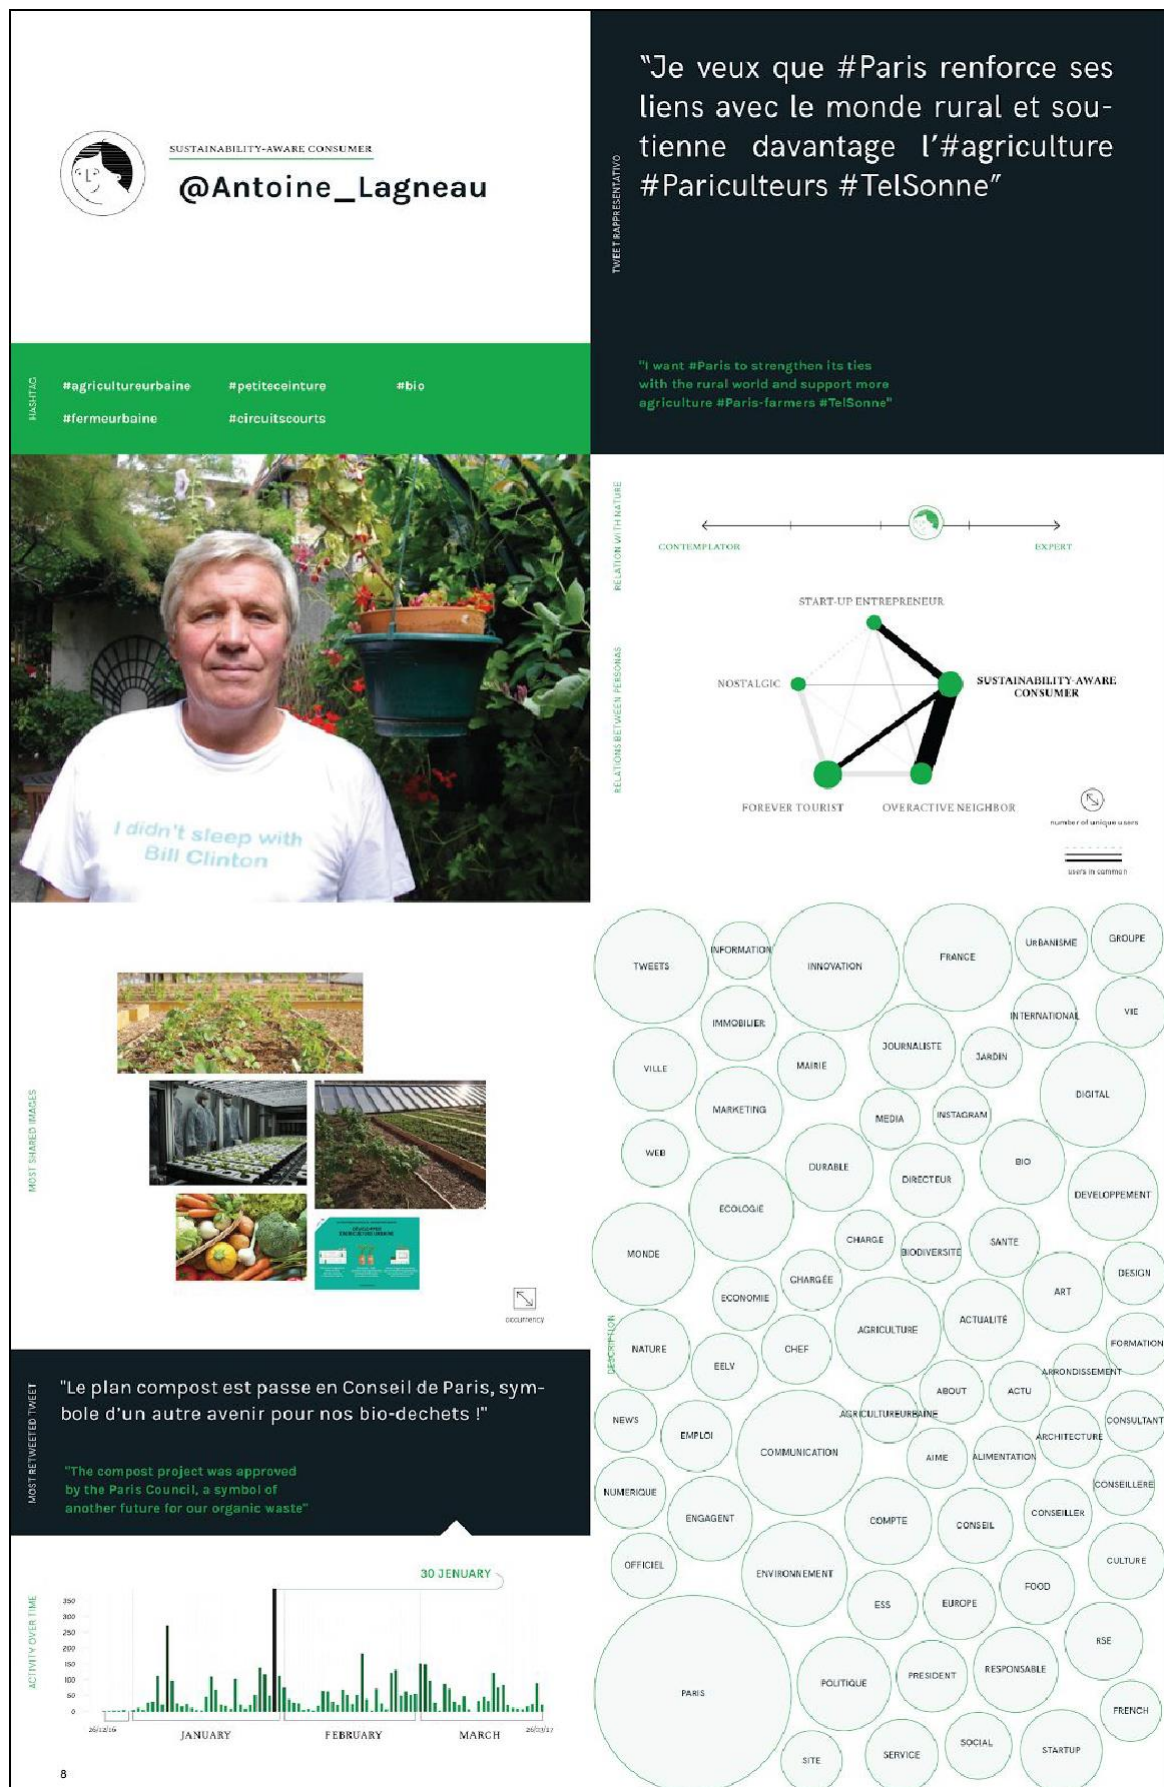 SUSTAINABILITY-AWARE CONSUMER
@Antoine_Lagneau
HASHTAG
#agricultureurbaine #petiteceinture #bio
#fermeurbaine #circuitscourts
TWEET RAPPRESENTATIVO
"Je veux que #Paris renforce ses
liens avec le monde rural et sou-
tienne davantage l'#agriculture
#Pariculteurs #TelSonne"
"I want #Paris to strengthen its ties
with the rural world and support more
agriculture #Paris-farmers #TelSonne"
I didn't sleep with
Bill Clinton
RELATION WITH NATURE
CONTEMPLATOR EXPERT
RELATIONS BETWEEN PERSONAS
START-UP ENTREPRENEUR
NOSTALGIC
SUSTAINABILITY-AWARE
CONSUMER
FOREVER TOURIST OVERACTIVE NEIGHBOR
number of unique users
users in common
MOST SHARED IMAGES
occurrency
MOST RETWEETED TWEET
"Le plan compost est passe en Conseil de Paris, sym-
bole d'un autre avenir pour nos bio-dechets !"
"The compost project was approved
by the Paris Council, a symbol of
another future for our organic waste"
ACTIVITY OVER TIME
30 JENUARY
350
300
250
200
150
100
50
0
26/12/16 26/03/17
JANUARY FEBRUARY MARCH
8
DESCRIPTION
TWEETS
INFORMATION
INNOVATION
FRANCE
URBANISME
GROUPE
IMMOBILIER
INTERNATIONAL
VIE
VILLE
MAIRIE
JOURNALISTE
JARDIN
DIGITAL
MARKETING
MEDIA
INSTAGRAM
WEB
DURABLE
DIRECTEUR
BIO
DEVELOPPEMENT
ECOLOGIE
MONDE
CHARGE
BIODIVERSITE
SANTE
DESIGN
CHARGÉE
ECONOMIE
ART
AGRICULTURE
ACTUALITÉ
NATURE
EELV
CHEF
FORMATION
ARRONDISSEMENT
ABOUT
ACTU
NEWS
EMPLOI
AGRICULTUREURBAINE
CONSULTANT
ARCHITECTURE
COMMUNICATION
AIME
ALIMENTATION
CONSEILLERE
NUMERIQUE
ENGAGENT
COMPTE
CONSEIL
CONSEILLER
OFFICIEL
ENVIRONNEMENT
CULTURE
FOOD
ESS
EUROPE
RSE
PARIS
POLITIQUE
PRESIDENT
RESPONSABLE
FRENCH
SITE
SERVICE
SOCIAL
STARTUP